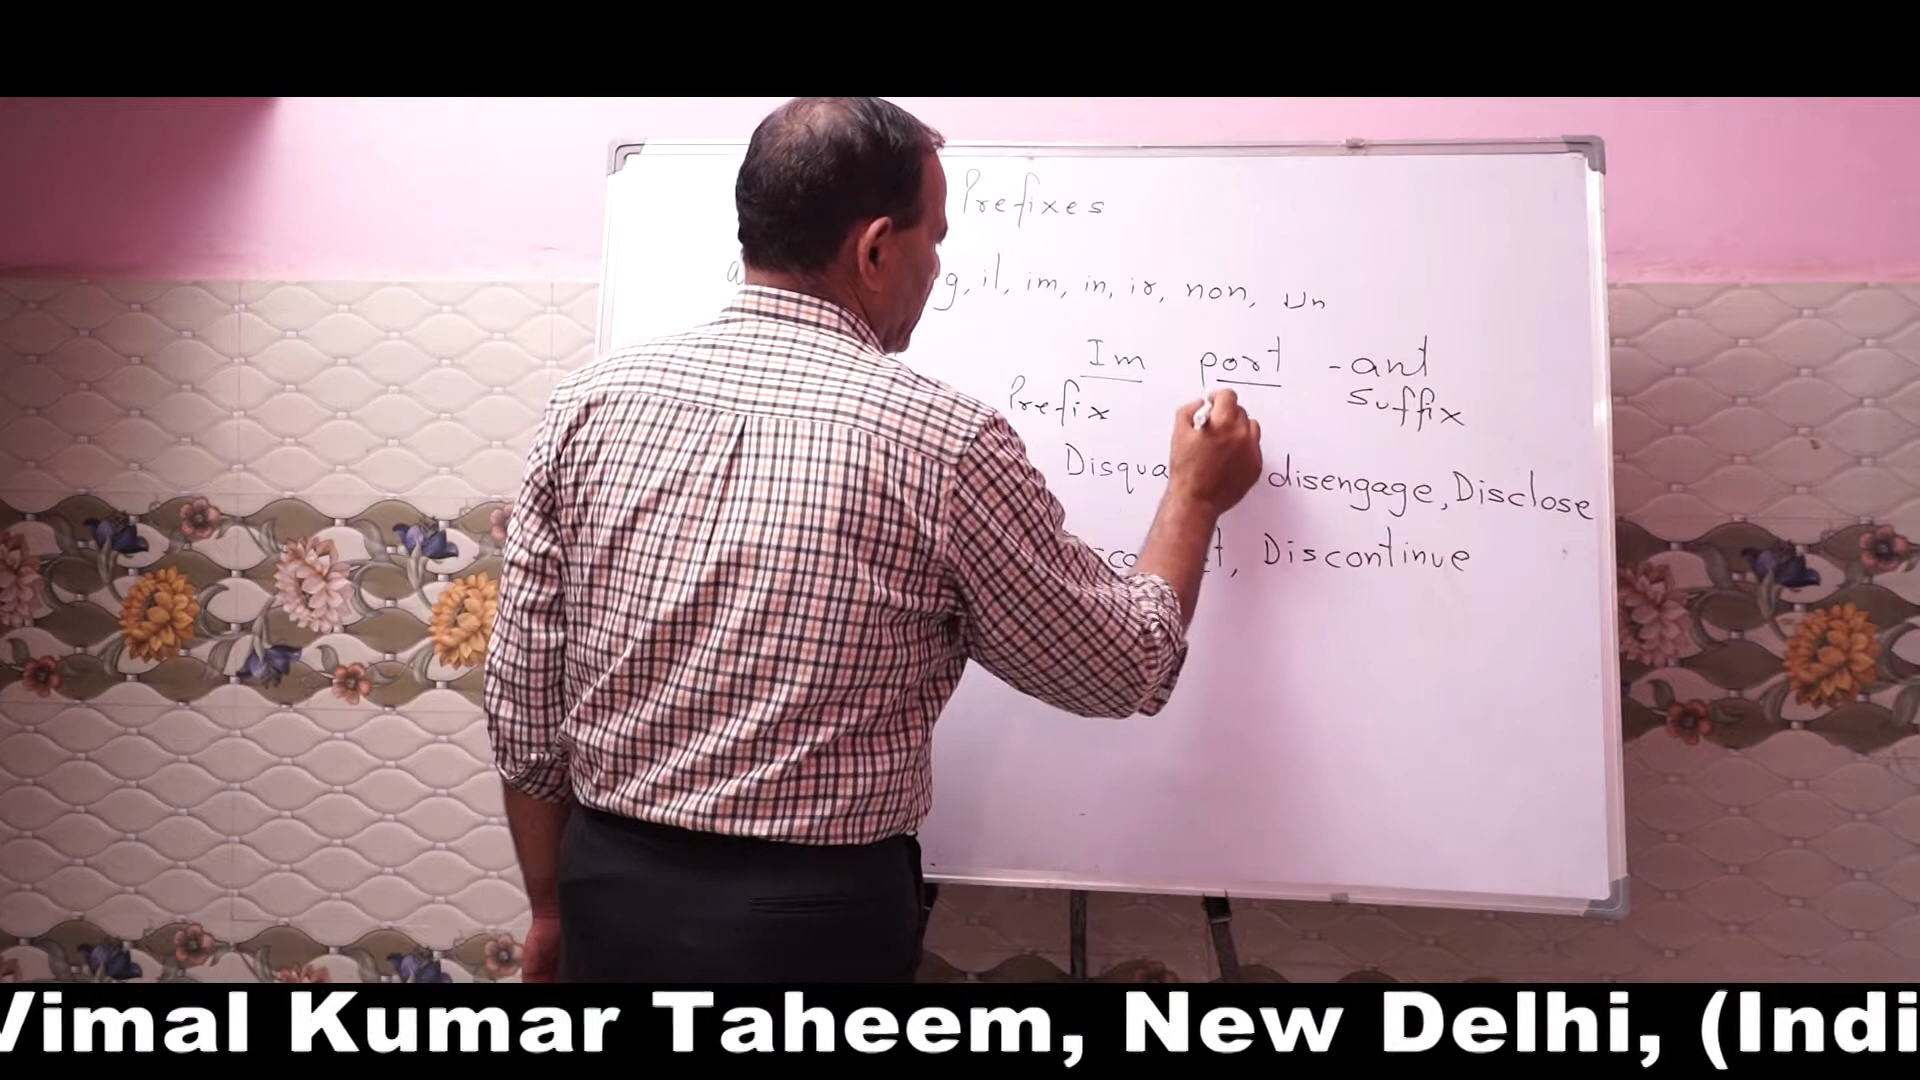 Prefixes
g, il, im, in, ir, non, un
Im port -ant
Prefix Suffix
disengage, Disclose
Discontinue
Vimal Kumar Taheem, New Delhi, (Indi